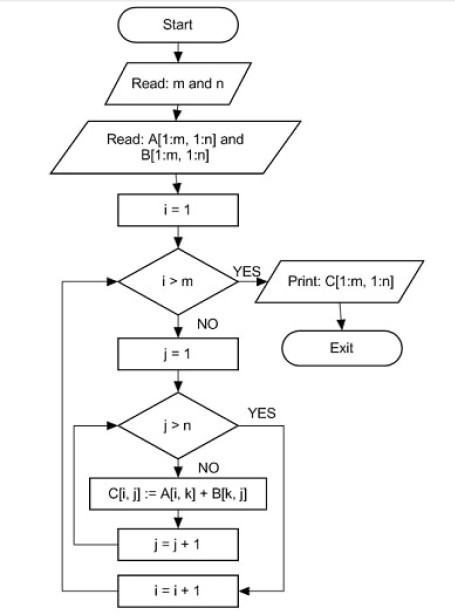 Start
Read: m and n
Read: A[1:m, 1:n] and
B[1:m, 1:n]
i = 1
i > m
YES
Print: C[1:m, 1:n]
NO
Exit
j = 1
j > n
YES
NO
C[i, j] := A[i, k] + B[k, j]
j = j + 1
i = i + 1